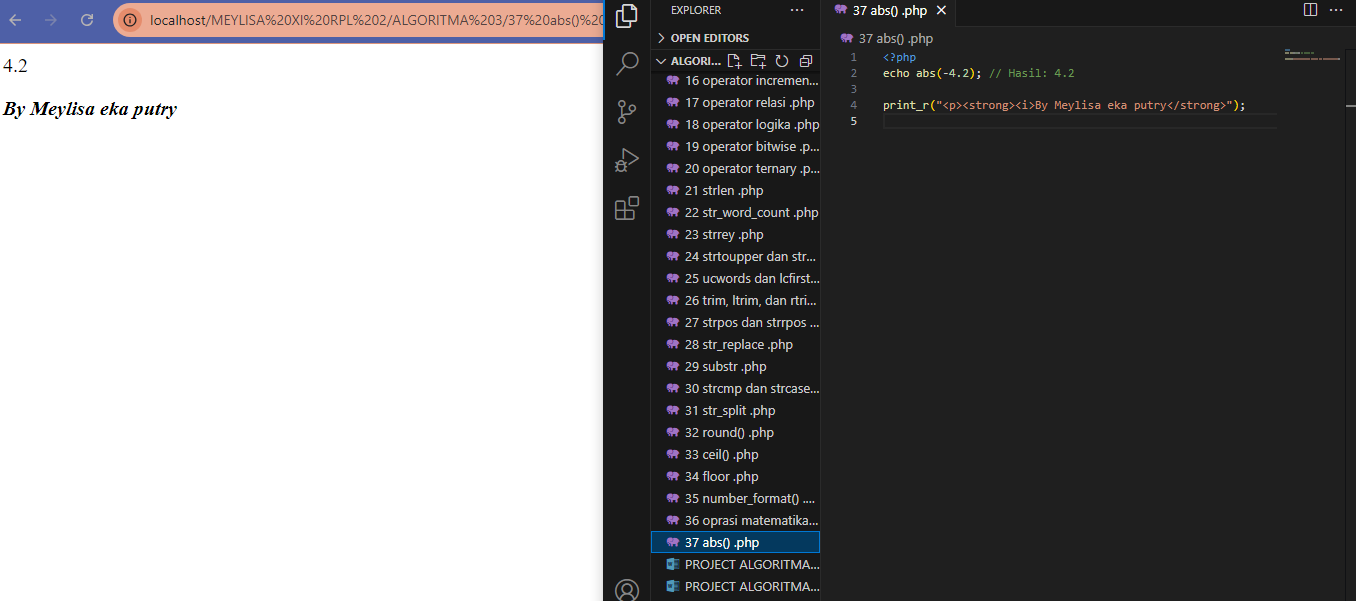 localhost/MEYLISA%20XI%20RPL%202/ALGORITMA%203/37%20abs()%20
4.2
By Meylisa eka putry
EXPLORER
OPEN EDITORS
ALGORI...
16 operator incremen...
17 operator relasi .php
18 operator logika .php
19 operator bitwise .p...
20 operator ternary .p...
21 strlen .php
22 str_word_count .php
23 strrey .php
24 strtoupper dan str...
25 ucwords dan lcfirst...
26 trim, ltrim, dan rtri...
27 strpos dan strrpos ...
28 str_replace .php
29 substr .php
30 strcmp dan strcase...
31 str_split .php
32 round() .php
33 ceil() .php
34 floor .php
35 number_format() ....
36 oprasi matematika...
37 abs() .php
PROJECT ALGORITMA...
PROJECT ALGORITMA...
37 abs() .php
37 abs() .php
1 <?php
2 echo abs(-4.2); // Hasil: 4.2
3
4 print_r("<p><strong><i>By Meylisa eka putry</strong>");
5